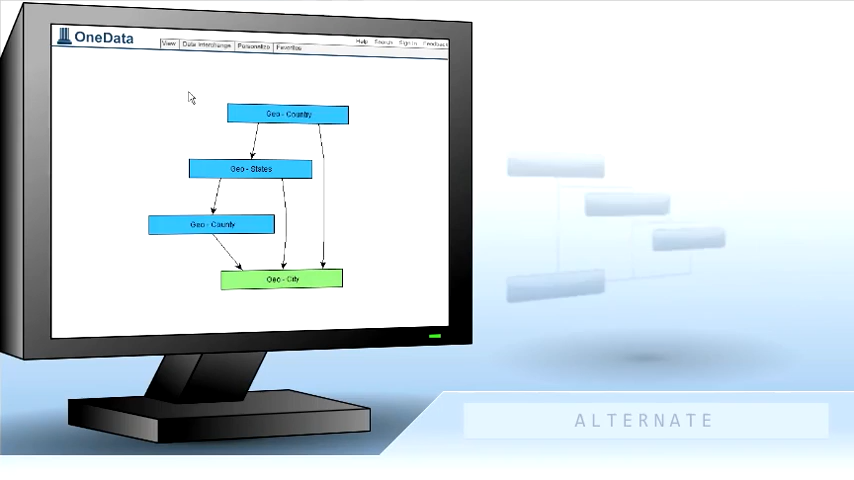 OneData
View Data Interchange Personalize Favorites
Help Search Sign In Feedback
Geo - Country
Geo - States
Geo - County
Geo - City
ALTERNATE